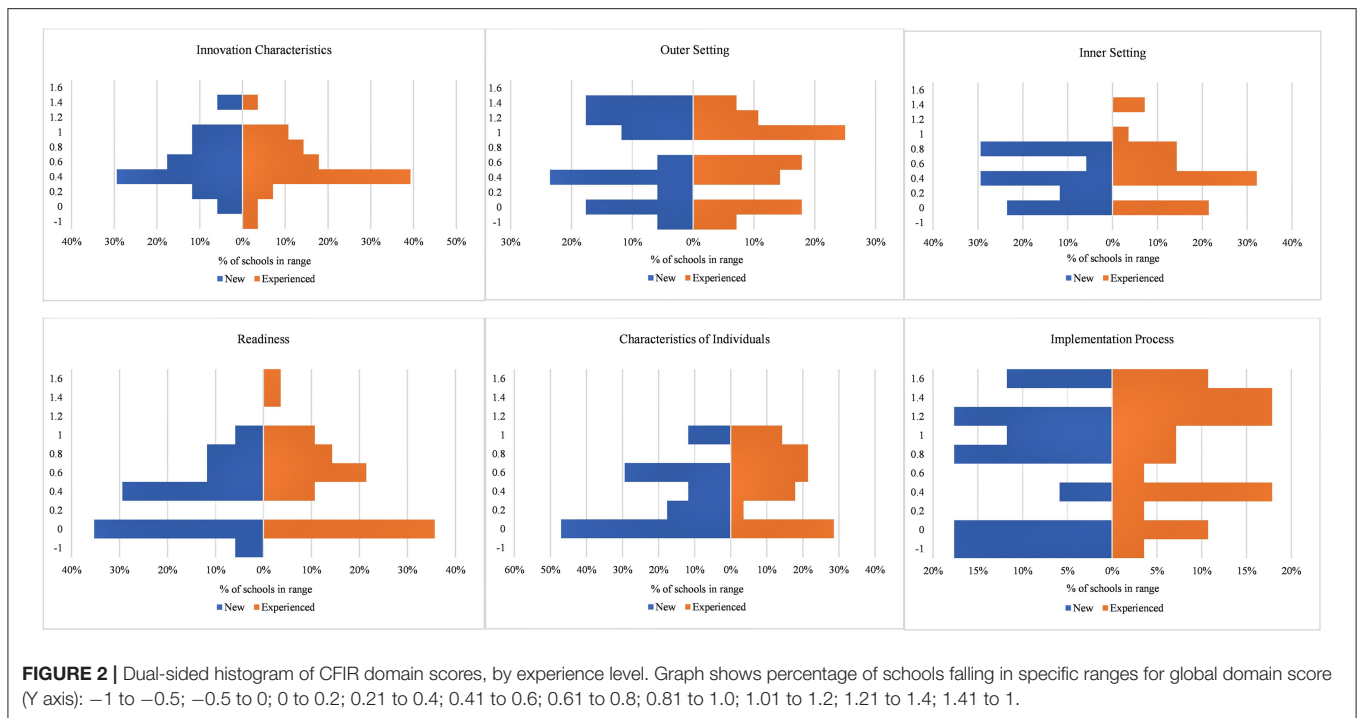 Innovation Characteristics
1.6
1.4
1.2
1
0.8
0.6
0.4
0.2
0
-1
40% 30% 20% 10% 0% 10% 20% 30% 40% 50%
% of schools in range
New Experienced
Outer Setting
1.6
1.4
1.2
1
0.8
0.6
0.4
0.2
0
-1
30% 20% 10% 0% 10% 20% 30%
% of schools in range
New Experienced
Inner Setting
1.6
1.4
1.2
1
0.8
0.6
0.4
0.2
0
-1
40% 30% 20% 10% 0% 10% 20% 30% 40%
% of schools in range
New Experienced
Readiness
1.6
1.4
1.2
1
0.8
0.6
0.4
0.2
0
-1
40% 30% 20% 10% 0% 10% 20% 30% 40%
% of schools in range
New Experienced
Characteristics of Individuals
1.6
1.4
1.2
1
0.8
0.6
0.4
0.2
0
-1
60% 50% 40% 30% 20% 10% 0% 10% 20% 30% 40% 50%
% of schools in range
New Experienced
Implementation Process
1.6
1.4
1.2
1
0.8
0.6
0.4
0.2
0
-1
20% 15% 10% 5% 0% 5% 10% 15% 20%
% of schools in range
New Experienced
FIGURE 2 | Dual-sided histogram of CFIR domain scores, by experience level. Graph shows percentage of schools falling in specific ranges for global domain score
(Y axis): −1 to −0.5; −0.5 to 0; 0 to 0.2; 0.21 to 0.4; 0.41 to 0.6; 0.61 to 0.8; 0.81 to 1.0; 1.01 to 1.2; 1.21 to 1.4; 1.41 to 1.